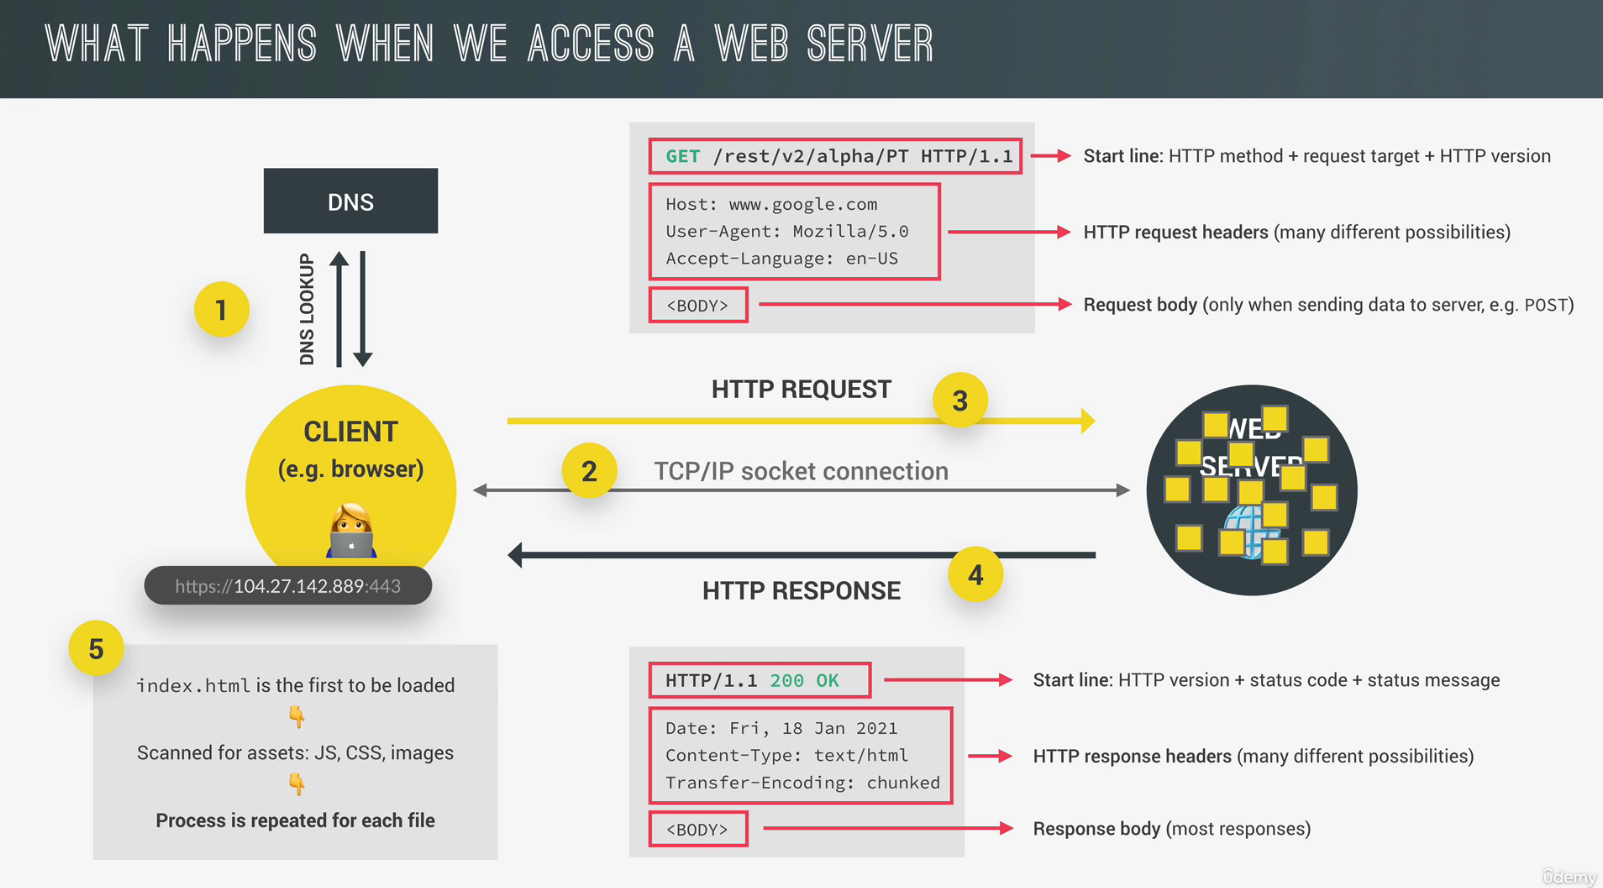 WHAT HAPPENS WHEN WE ACCESS A WEB SERVER
DNS
DNS LOOKUP
1
GET /rest/v2/alpha/PT HTTP/1.1
Start line: HTTP method + request target + HTTP version
Host: www.google.com
User-Agent: Mozilla/5.0
Accept-Language: en-US
HTTP request headers (many different possibilities)
<BODY>
Request body (only when sending data to server, e.g. POST)
CLIENT
(e.g. browser)
https://104.27.142.889:443
HTTP REQUEST
3
2
TCP/IP socket connection
4
HTTP RESPONSE
WEB
SERVER
5
index.html is the first to be loaded
Scanned for assets: JS, CSS, images
Process is repeated for each file
HTTP/1.1 200 OK
Start line: HTTP version + status code + status message
Date: Fri, 18 Jan 2021
Content-Type: text/html
Transfer-Encoding: chunked
HTTP response headers (many different possibilities)
<BODY>
Response body (most responses)
ûdemy